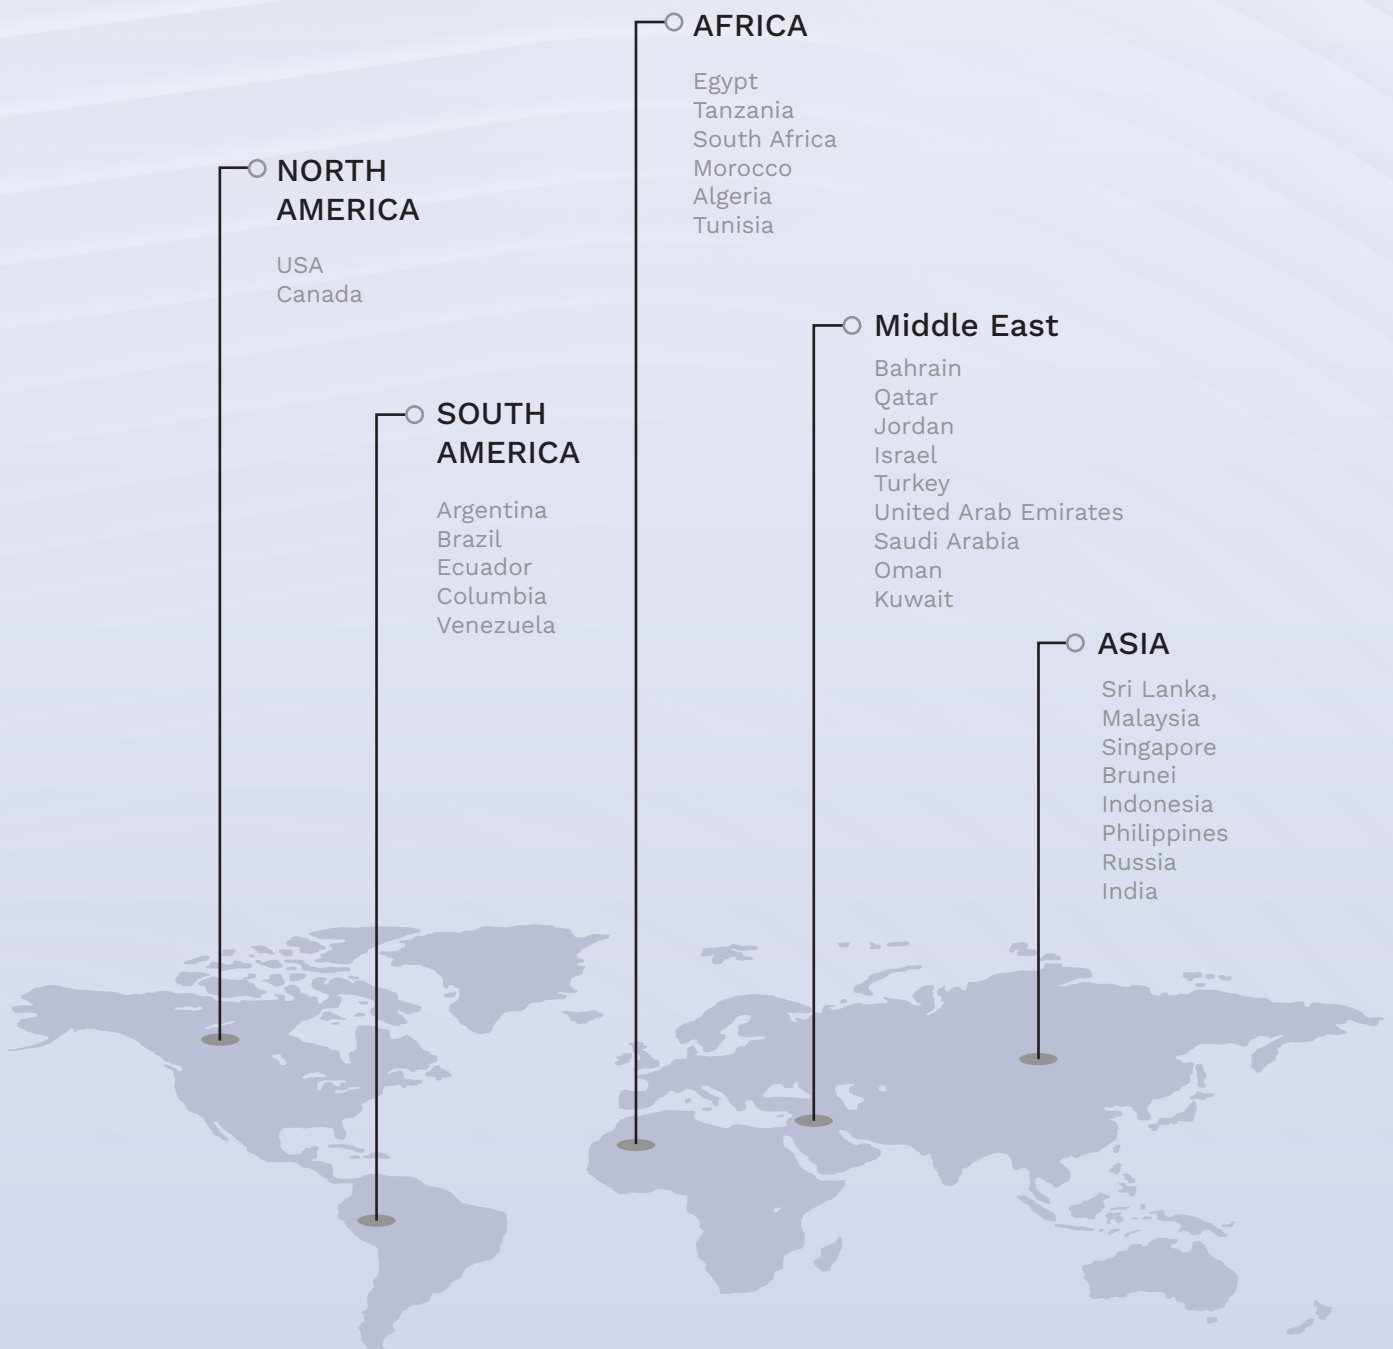 AFRICA
Egypt
Tanzania
South Africa
Morocco
Algeria
Tunisia
NORTH
AMERICA
USA
Canada
Middle East
Bahrain
Qatar
Jordan
Israel
Turkey
United Arab Emirates
Saudi Arabia
Oman
Kuwait
SOUTH
AMERICA
Argentina
Brazil
Ecuador
Columbia
Venezuela
ASIA
Sri Lanka,
Malaysia
Singapore
Brunei
Indonesia
Philippines
Russia
India